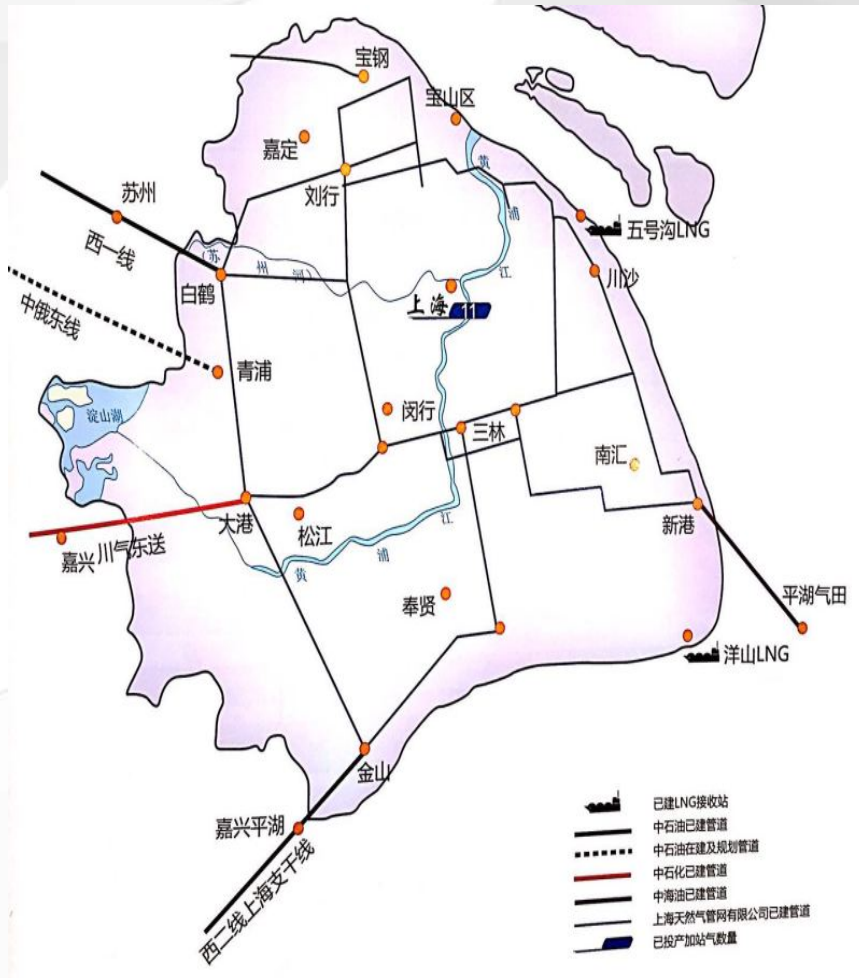 宝钢
宝山区
嘉定
刘行
黄
浦
江
苏州
西一线
(苏
州
河)
五号沟LNG
川沙
白鹤
上海
11
中俄东线
青浦
淀山湖
闵行
三林
南汇
大港
新港
嘉兴
川气东送
松江
江
浦
黄
奉贤
平湖气田
洋山LNG
金山
嘉兴平湖
西二线上海支干线
已建LNG接收站
中石油已建管道
中石油在建及规划管道
中石化已建管道
中海油已建管道
上海天然气管网有限公司已建管道
已投产加站气数量